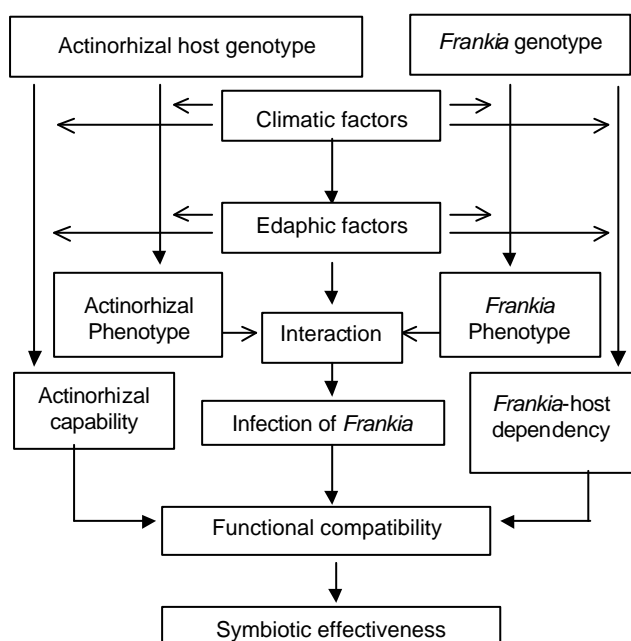 Actinorhizal host genotype
Frankia genotype
Climatic factors
Edaphic factors
Actinorhizal
Phenotype
Interaction
Frankia
Phenotype
Actinorhizal
capability
Infection of Frankia
Frankia-host
dependency
Functional compatibility
Symbiotic effectiveness